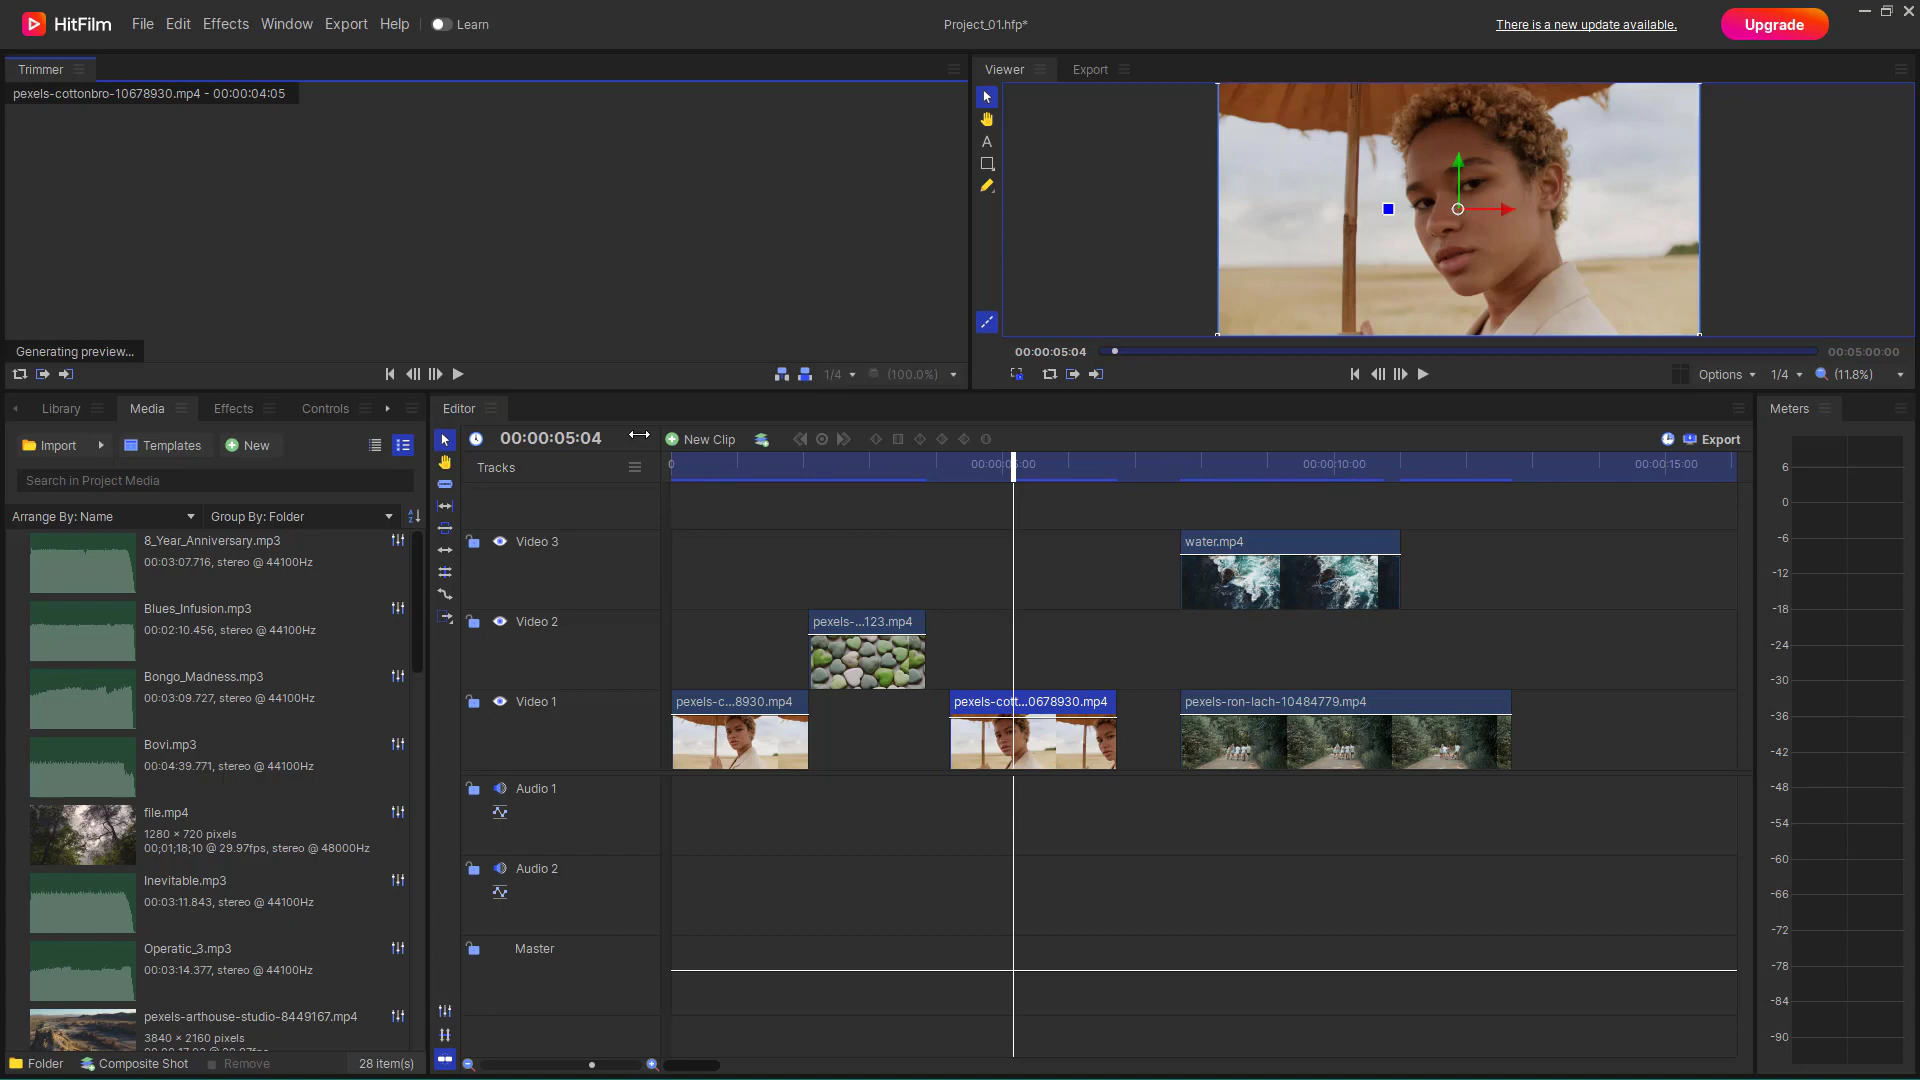 HitFilm
File Edit Effects Window Export Help Learn
Project_01.hfp*
There is a new update available.
Upgrade
Trimmer
pexels-cottonbro-10678930.mp4 - 00:00:04:05
Generating preview...
1/4 (100.0%)
Viewer Export
A
00:00:05:04
00:05:00:00
Options 1/4 (11.8%)
Library Media Effects Controls
Import Templates New
Search in Project Media
Arrange By: Name Group By: Folder
8_Year_Anniversary.mp3
00:03:07.716, stereo @ 44100Hz
Blues_Infusion.mp3
00:02:10.456, stereo @ 44100Hz
Bongo_Madness.mp3
00:03:09.727, stereo @ 44100Hz
Bovi.mp3
00:04:39.771, stereo @ 44100Hz
file.mp4
1280 × 720 pixels
00;01;18;10 @ 29.97fps, stereo @ 48000Hz
Inevitable.mp3
00:03:11.843, stereo @ 44100Hz
Operatic_3.mp3
00:03:14.377, stereo @ 44100Hz
pexels-arthouse-studio-8449167.mp4
3840 × 2160 pixels
Folder Composite Shot Remove 28 item(s)
Editor
00:00:05:04
New Clip
Export
Tracks
0 00:00:05:00 00:00:10:00 00:00:15:00
Video 3
water.mp4
Video 2
pexels-...123.mp4
Video 1
pexels-c...8930.mp4
pexels-cott...0678930.mp4
pexels-ron-lach-10484779.mp4
Audio 1
Audio 2
Master
Meters
6
0
-6
-12
-18
-24
-30
-36
-42
-48
-54
-60
-66
-72
-78
-84
-90